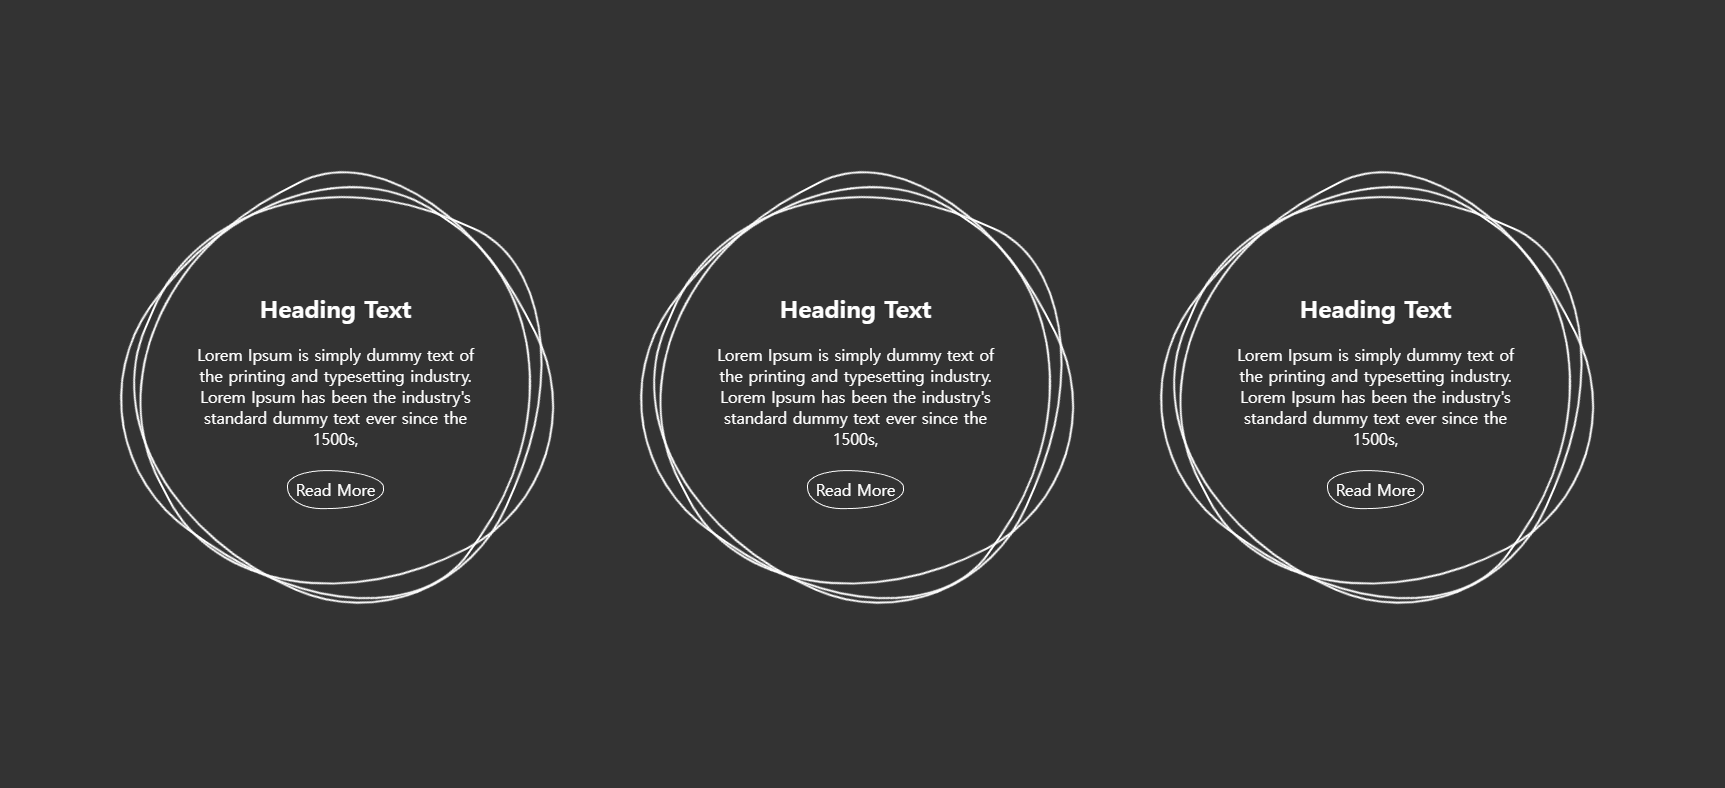 Heading Text
Lorem Ipsum is simply dummy text of
the printing and typesetting industry.
Lorem Ipsum has been the industry's
standard dummy text ever since the
1500s,
Read More
Heading Text
Lorem Ipsum is simply dummy text of
the printing and typesetting industry.
Lorem Ipsum has been the industry's
standard dummy text ever since the
1500s,
Read More
Heading Text
Lorem Ipsum is simply dummy text of
the printing and typesetting industry.
Lorem Ipsum has been the industry's
standard dummy text ever since the
1500s,
Read More